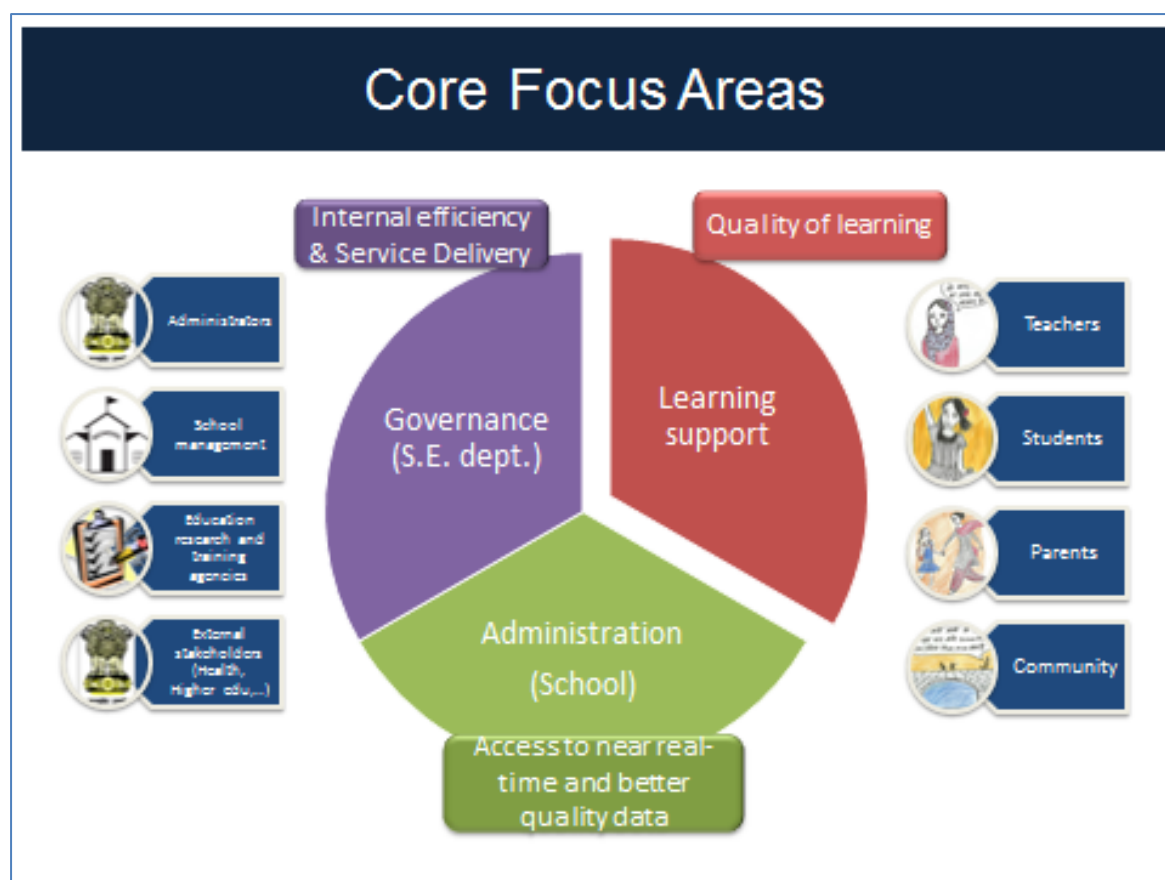 Core Focus Areas
Internal efficiency
& Service Delivery
Quality of learning
Administrators
School
management
Education
research and
training
agencies
External
stakeholders
(Health,
Higher edu,...)
Governance
(S.E. dept.)
Learning
support
Administration
(School)
Access to near real-
time and better
quality data
Teachers
Students
Parents
Community